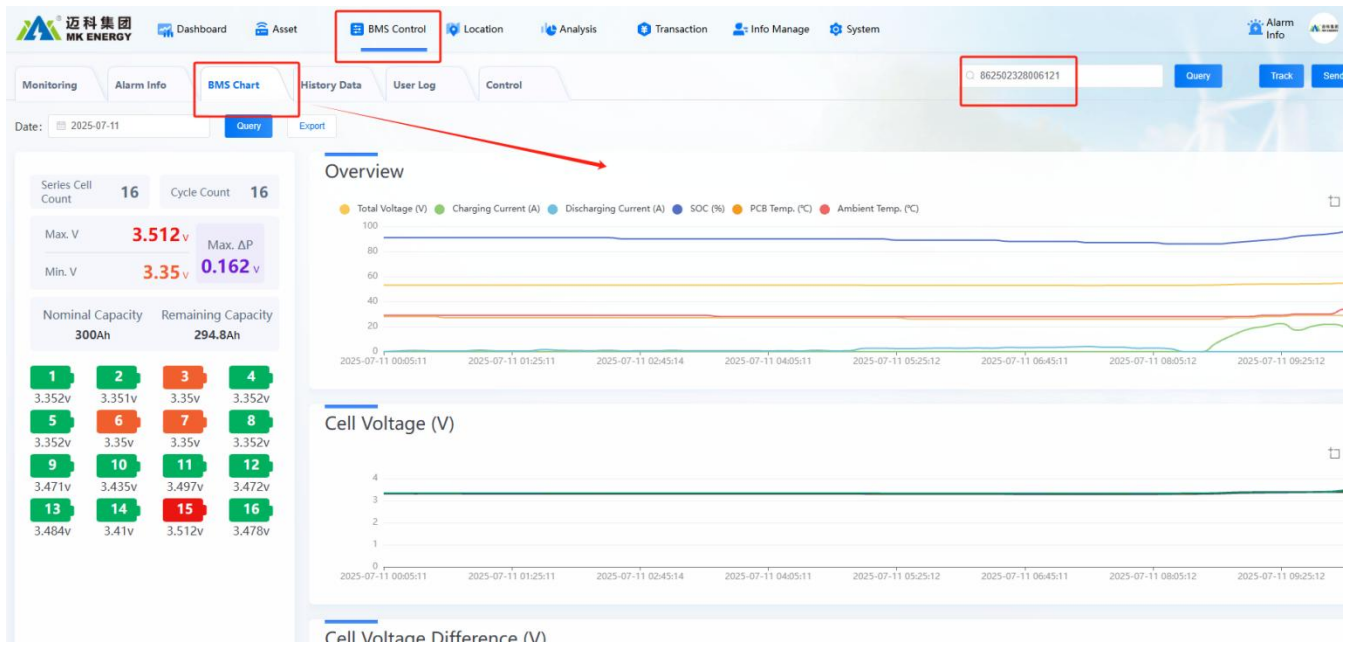 迈科集团
MK ENERGY
Dashboard
Asset
BMS Control
Location
Analysis
Transaction
Info Manage
System
Alarm
Info
Monitoring
Alarm Info
BMS Chart
History Data
User Log
Control
862502328006121
Query
Track
Send
Date:
2025-07-11
Query
Export
Series Cell
Count
16
Cycle Count
16
Max. V
3.512 v
Min. V
3.35 v
Max. ΔP
0.162 v
Nominal Capacity
300Ah
Remaining Capacity
294.8Ah
1 2 3 4
3.352v 3.351v 3.35v 3.352v
5 6 7 8
3.352v 3.35v 3.35v 3.352v
9 10 11 12
3.471v 3.435v 3.497v 3.472v
13 14 15 16
3.484v 3.41v 3.512v 3.478v
Overview
Total Voltage (V) Charging Current (A) Discharging Current (A) SOC (%) PCB Temp. (℃) Ambient Temp. (℃)
100
80
60
40
20
0
2025-07-11 00:05:11 2025-07-11 01:25:11 2025-07-11 02:45:14 2025-07-11 04:05:11 2025-07-11 05:25:12 2025-07-11 06:45:11 2025-07-11 08:05:12 2025-07-11 09:25:12
Cell Voltage (V)
4
3
2
1
0
2025-07-11 00:05:11 2025-07-11 01:25:11 2025-07-11 02:45:14 2025-07-11 04:05:11 2025-07-11 05:25:12 2025-07-11 06:45:11 2025-07-11 08:05:12 2025-07-11 09:25:12
Cell Voltage Difference (V)